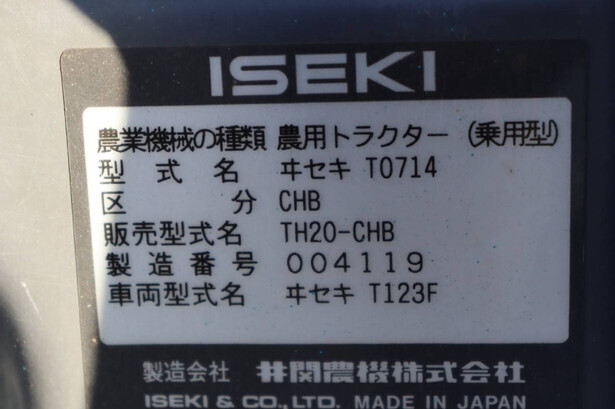 ISEKI
農業機械の種類 農用トラクター (乗用型)
型式名 ヰセキ T0714
区分 CHB
販売型式名 TH20-CHB
製造番号 004119
車両型式名 ヰセキ T123F
製造会社 井関農機株式会社
ISEKI & CO.,LTD. MADE IN JAPAN